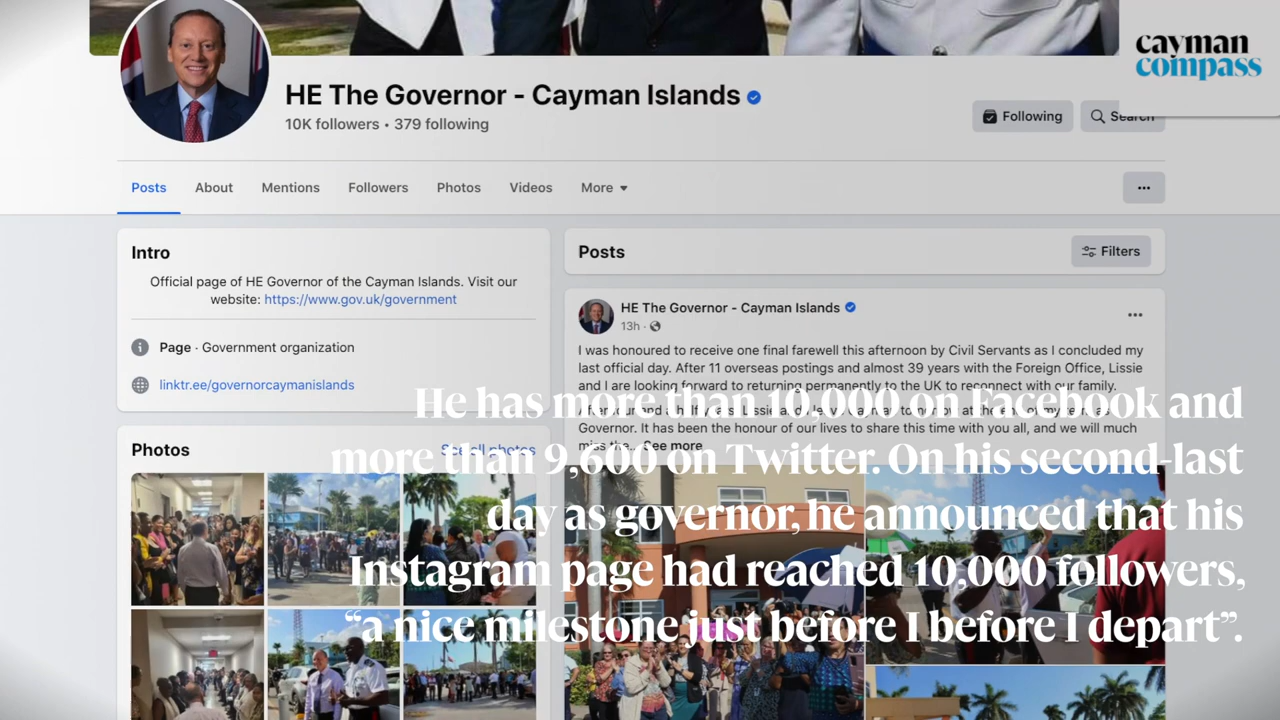 cayman
compass
HE The Governor - Cayman Islands
10K followers • 379 following
Following
Search
Posts
About
Mentions
Followers
Photos
Videos
More
Intro
Official page of HE Governor of the Cayman Islands. Visit our
website: https://www.gov.uk/government
Page · Government organization
linktr.ee/governorcaymanislands
Photos
See all photos
Posts
Filters
HE The Governor - Cayman Islands
13h
I was honoured to receive one final farewell this afternoon by Civil Servants as I concluded my
last official day. After 11 overseas postings and almost 39 years with the Foreign Office, Lissie
and I are looking forward to returning permanently to the UK to reconnect with our family.
Governor. It has been the honour of our lives to share this time with you all, and we will much
miss the... See more
He has more than 10,000 on Facebook and
more than 9,600 on Twitter. On his second-last
day as governor, he announced that his
Instagram page had reached 10,000 followers,
“a nice milestone just before I before I depart”.